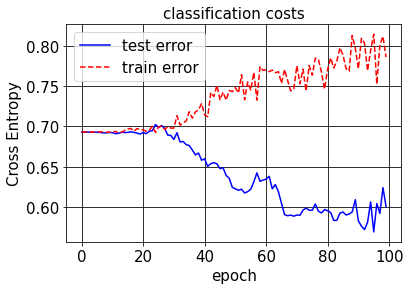 classification costs
test error
train error
Cross Entropy
0.80
0.75
0.70
0.65
0.60
0
20
40
60
80
100
epoch